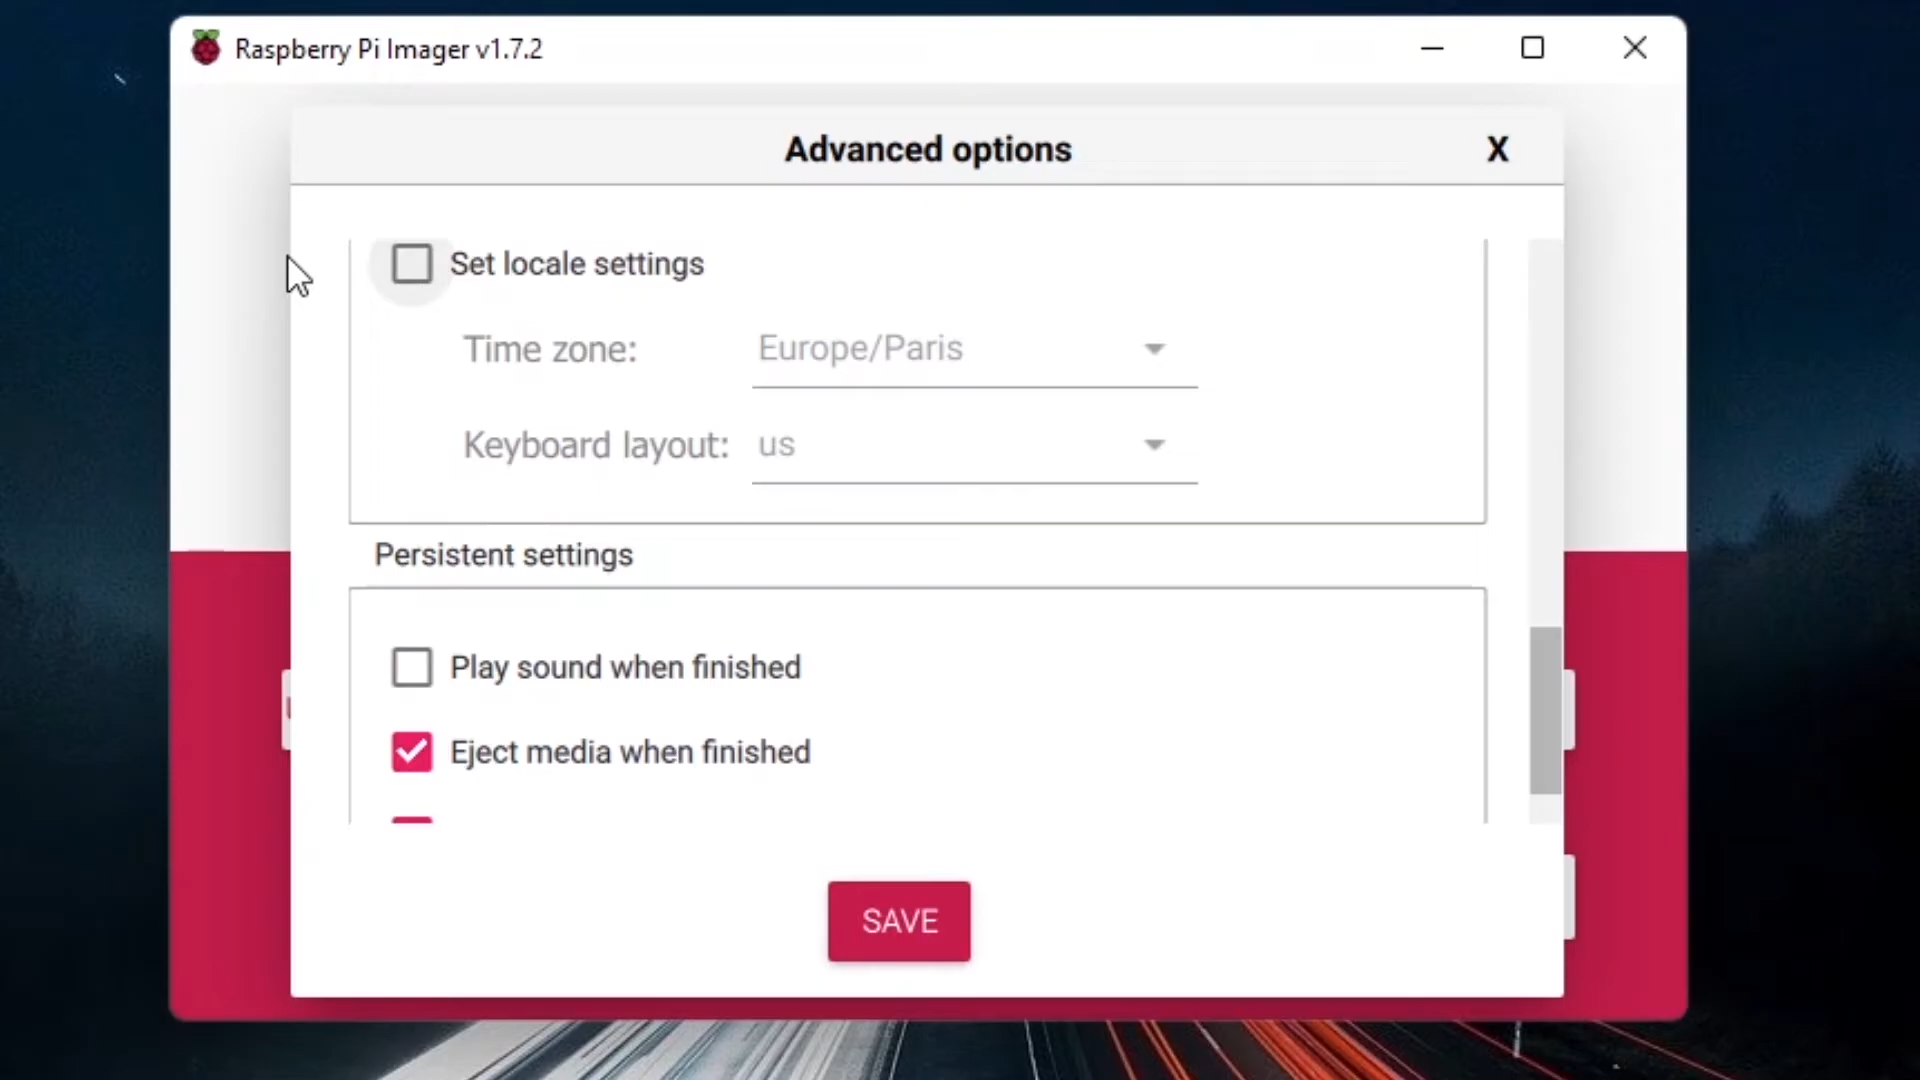 Raspberry Pi Imager v1.7.2
Advanced options
X
Set locale settings
Time zone: Europe/Paris
Keyboard layout: us
Persistent settings
Play sound when finished
Eject media when finished
SAVE